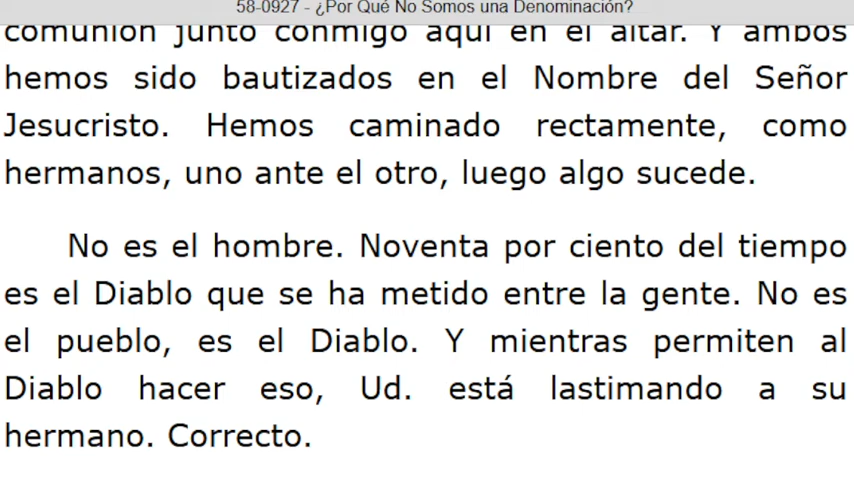 58-0927 - ¿Por Qué No Somos una Denominación?
comunión junto conmigo aquí en el altar. Y ambos
hemos sido bautizados en el Nombre del Señor
Jesucristo. Hemos caminado rectamente, como
hermanos, uno ante el otro, luego algo sucede.
No es el hombre. Noventa por ciento del tiempo
es el Diablo que se ha metido entre la gente. No es
el pueblo, es el Diablo. Y mientras permiten al
Diablo hacer eso, Ud. está lastimando a su
hermano. Correcto.